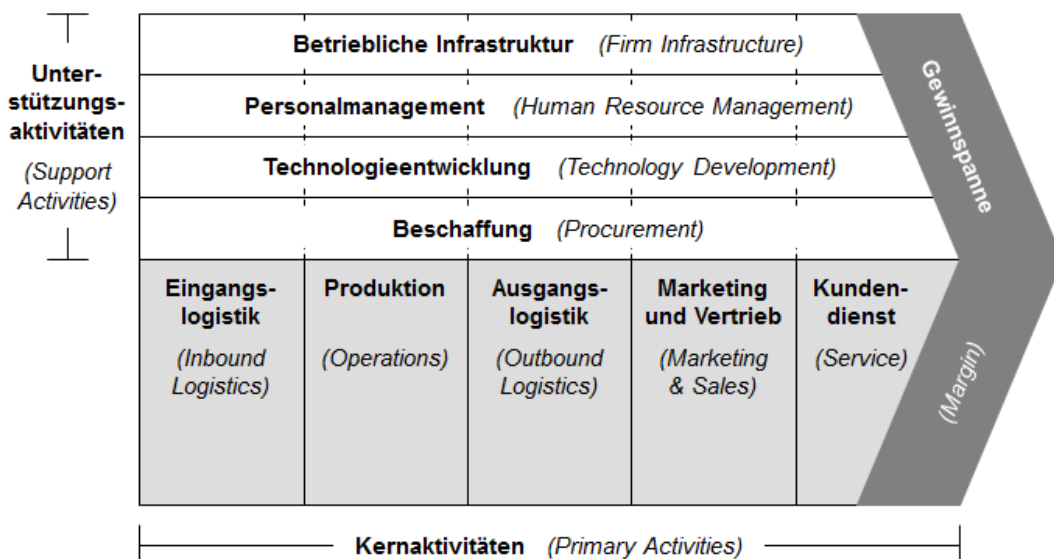 Betriebliche Infrastruktur (Firm Infrastructure)
Unter-
stützungs-
aktivitäten
(Support
Activities)
Personalmanagement (Human Resource Management)
Technologieentwicklung (Technology Development)
Beschaffung (Procurement)
Gewinnspanne
(Margin)
Eingangs-
logistik
(Inbound
Logistics)
Produktion
(Operations)
Ausgangs-
logistik
(Outbound
Logistics)
Marketing
und Vertrieb
(Marketing
& Sales)
Kunden-
dienst
(Service)
Kernaktivitäten (Primary Activities)